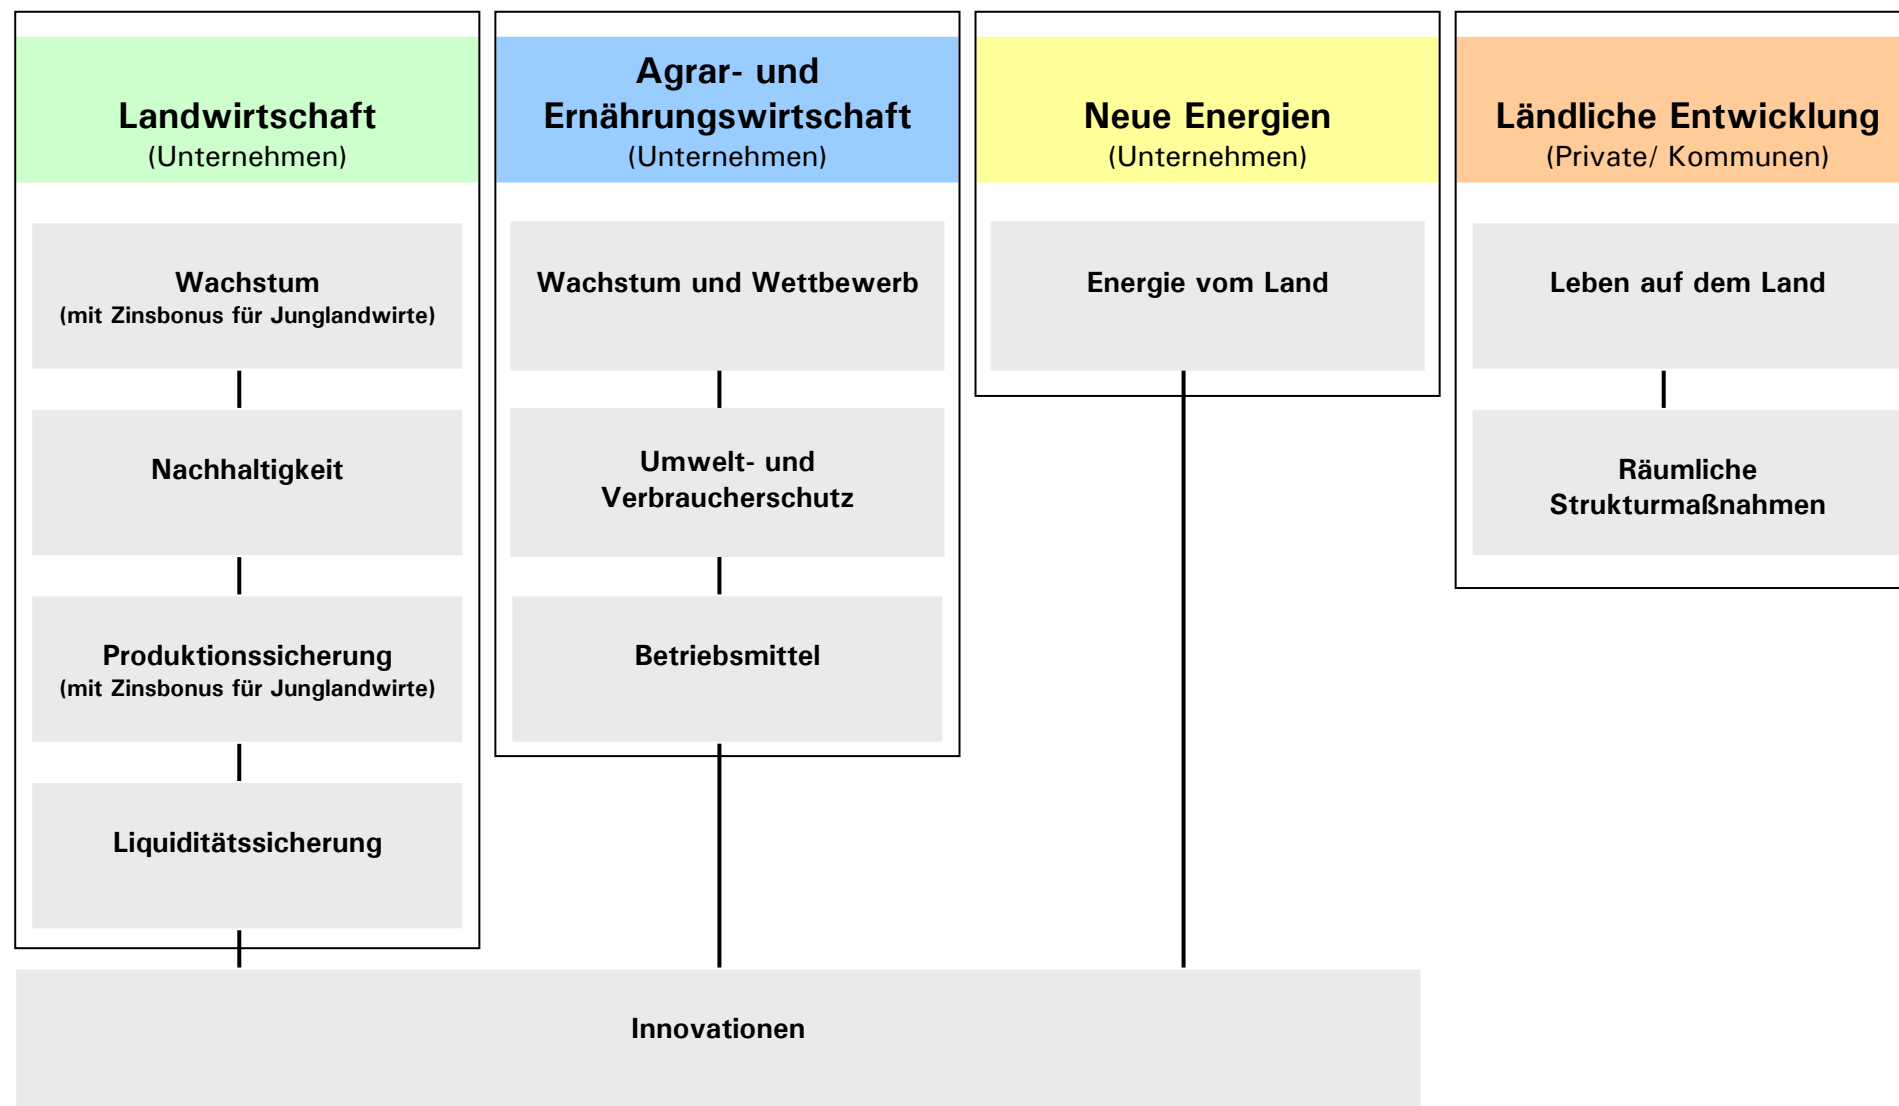 Landwirtschaft
(Unternehmen)
Wachstum
(mit Zinsbonus für Junglandwirte)
Nachhaltigkeit
Produktionssicherung
(mit Zinsbonus für Junglandwirte)
Liquiditätssicherung
Agrar- und
Ernährungswirtschaft
(Unternehmen)
Wachstum und Wettbewerb
Umwelt- und
Verbraucherschutz
Betriebsmittel
Neue Energien
(Unternehmen)
Energie vom Land
Ländliche Entwicklung
(Private/ Kommunen)
Leben auf dem Land
Räumliche
Strukturmaßnahmen
Innovationen